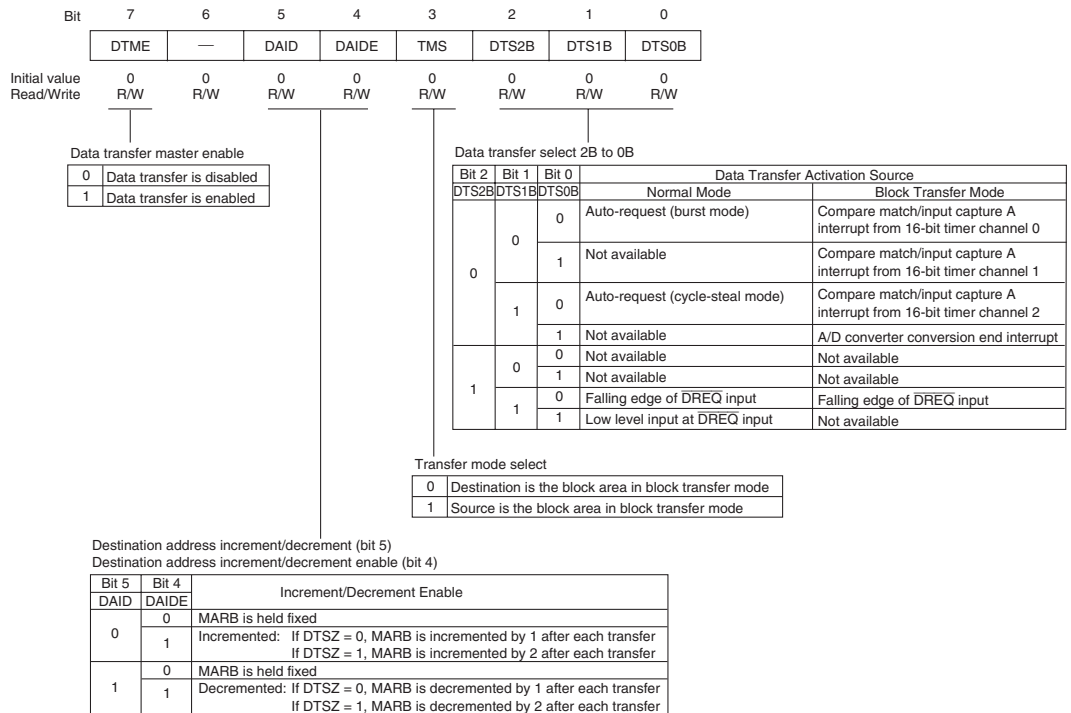 Bit 7 6 5 4 3 2 1 0
DTME — DAID DAIDE TMS DTS2B DTS1B DTS0B
Initial value 0 0 0 0 0 0 0 0
Read/Write R/W R/W R/W R/W R/W R/W R/W R/W
Data transfer master enable
0 Data transfer is disabled
1 Data transfer is enabled
Data transfer select 2B to 0B
Bit 2 Bit 1 Bit 0 Data Transfer Activation Source
DTS2B DTS1B DTS0B Normal Mode Block Transfer Mode
0 0 0 Auto-request (burst mode) Compare match/input capture A
interrupt from 16-bit timer channel 0
1 Not available Compare match/input capture A
interrupt from 16-bit timer channel 1
1 0 Auto-request (cycle-steal mode) Compare match/input capture A
interrupt from 16-bit timer channel 2
1 Not available A/D converter conversion end interrupt
1 0 0 Not available Not available
1 Not available Not available
1 0 Falling edge of DREQ input Falling edge of DREQ input
1 Low level input at DREQ input Not available
Transfer mode select
0 Destination is the block area in block transfer mode
1 Source is the block area in block transfer mode
Destination address increment/decrement (bit 5)
Destination address increment/decrement enable (bit 4)
Bit 5 Bit 4 Increment/Decrement Enable
DAID DAIDE
0 0 MARB is held fixed
1 Incremented: If DTSZ = 0, MARB is incremented by 1 after each transfer
If DTSZ = 1, MARB is incremented by 2 after each transfer
1 0 MARB is held fixed
1 Decremented: If DTSZ = 0, MARB is decremented by 1 after each transfer
If DTSZ = 1, MARB is decremented by 2 after each transfer